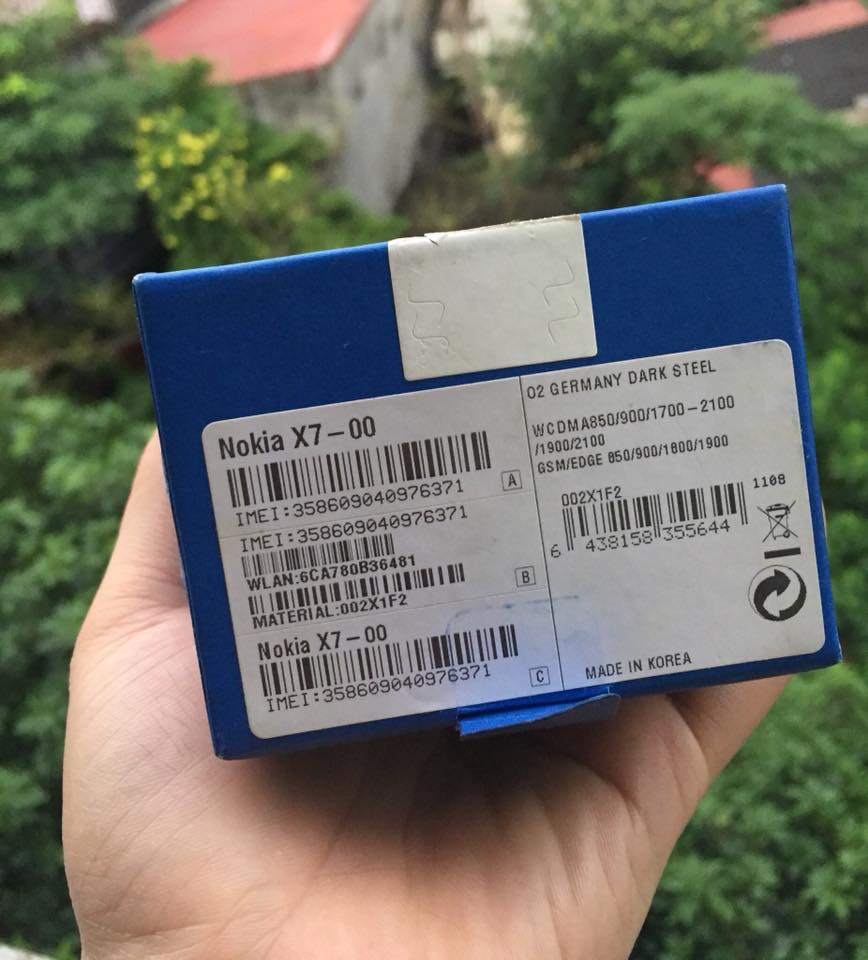 Nokia X7-00
A
IMEI:358609040976371
IMEI:358609040976371
WLAN:6CA780B36481
B
MATERIAL:002X1F2
Nokia X7-00
IMEI:358609040976371
C
02 GERMANY DARK STEEL
WCDMA850/900/1700-2100
/1900/2100
GSM/EDGE 850/900/1800/1900
1108
002X1F2
6 438158 355644
MADE IN KOREA